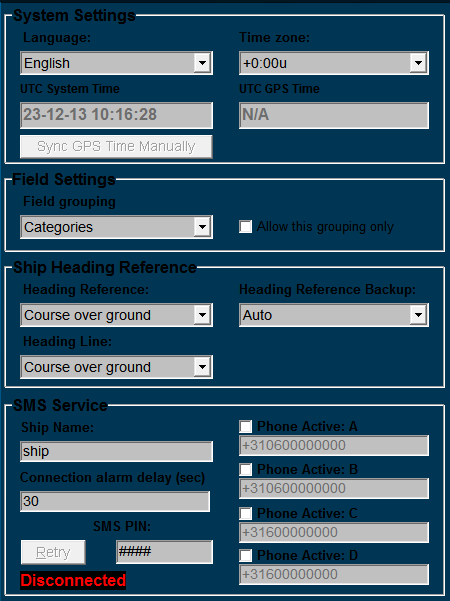 System Settings
Language: Time zone:
English +0:00u
UTC System Time UTC GPS Time
23-12-13 10:16:28 N/A
Sync GPS Time Manually
Field Settings
Field grouping
Categories Allow this grouping only
Ship Heading Reference
Heading Reference: Heading Reference Backup:
Course over ground Auto
Heading Line:
Course over ground
SMS Service
Ship Name:
ship
Connection alarm delay (sec)
30
SMS PIN:
Retry ####
Disconnected
Phone Active: A
+310600000000
Phone Active: B
+310600000000
Phone Active: C
+31600000000
Phone Active: D
+31600000000